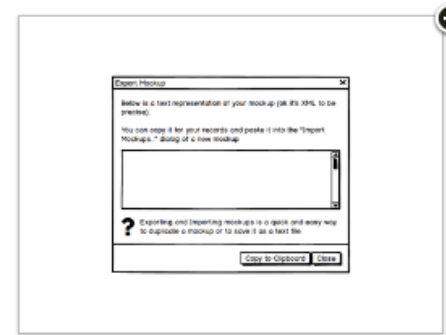 Export Mockup
Below is a text representation of your mockup (ok it's XML to be
precise).
You can copy it for your records and paste it into the "Import
Mockups..." dialog of a new mockup
Exporting and Importing mockups is a quick and easy way
to duplicate a mockup or to save it as a text file
Copy to Clipboard Close